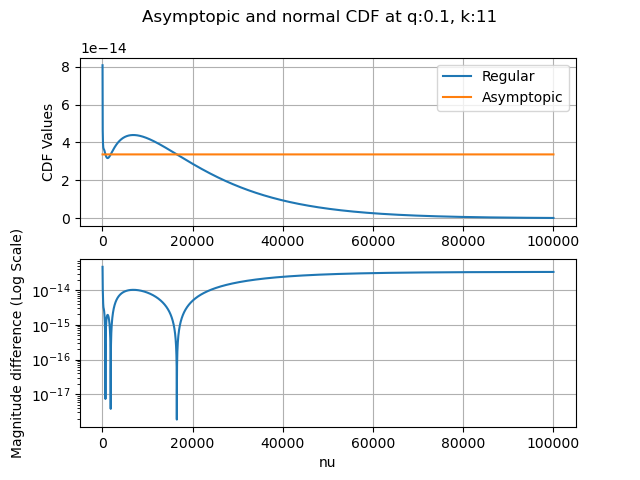 Asymptopic and normal CDF at q:0.1, k:11
1e−14
8
6
4
2
0
CDF Values
Regular
Asymptopic
0 20000 40000 60000 80000 100000
10⁻¹⁴
10⁻¹⁵
10⁻¹⁶
10⁻¹⁷
Magnitude difference (Log Scale)
0 20000 40000 60000 80000 100000
nu